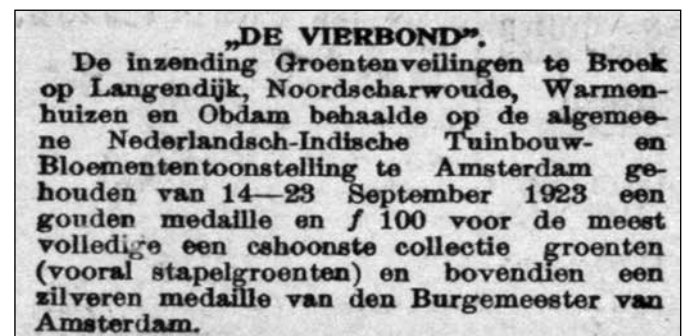 „DE VIERBOND”.
De inzending Groentenveilingen te Broek
op Langendijk, Noordscharwoude, Warmen-
huizen en Obdam behaalde op de algemee-
ne Nederlandsch-Indische Tuinbouw- en
Bloemententoonstelling te Amsterdam ge-
houden van 14—23 September 1923 een
gouden medaille en f 100 voor de meest
volledige een cshoonste collectie groenten
(vooral stapelgroenten) en bovendien een
zilveren medaille van den Burgemeester van
Amsterdam.